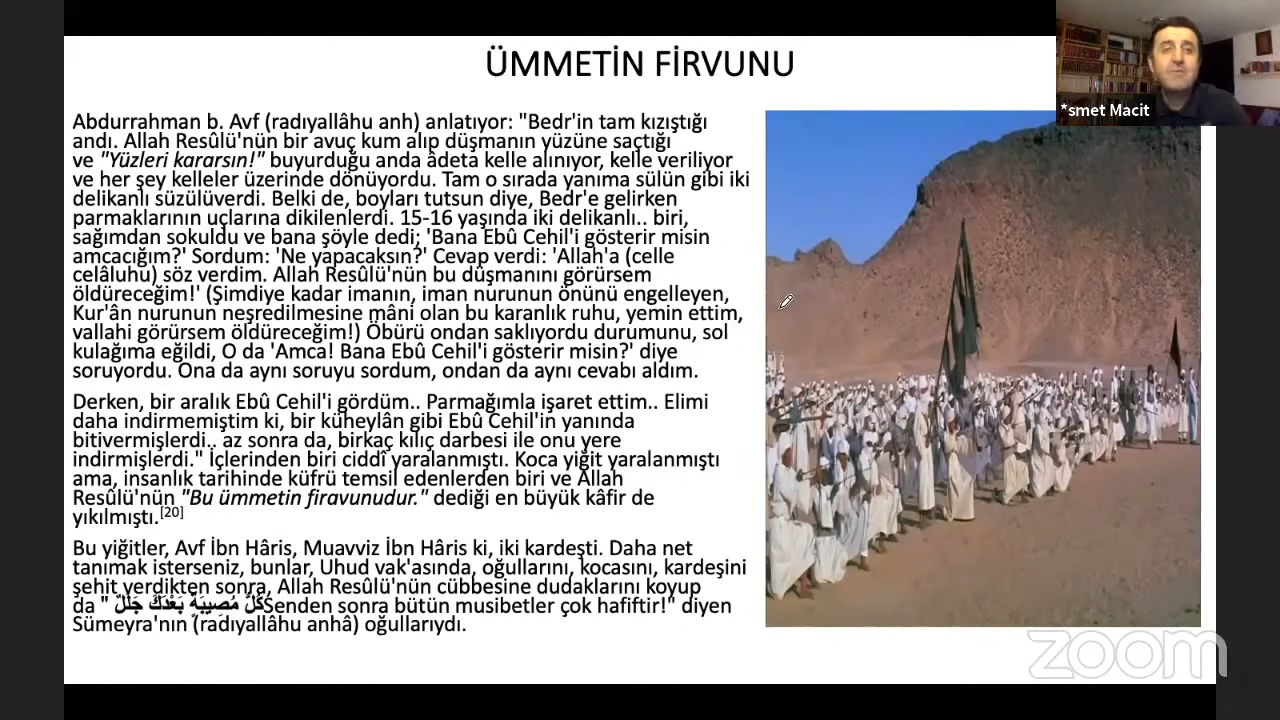 ÜMMETİN FİRVUNU
*smet Macit
Abdurrahman b. Avf (radıyallâhu anh) anlatıyor: "Bedr'in tam kızıştığı
andı. Allah Resûlü'nün bir avuç kum alıp düşmanın yüzüne saçtığı
ve "Yüzleri kararsın!" buyurduğu anda âdeta kelle alınıyor, kelle veriliyor
ve her şey kelleler üzerinde dönüyordu. Tam o sırada yanıma sülün gibi iki
delikanlı süzülüverdi. Belki de, boyları tutsun diye, Bedr'e gelirken
parmaklarının uçlarına dikilenlerdi. 15-16 yaşında iki delikanlı.. biri,
sağımdan sokuldu ve bana şöyle dedi; 'Bana Ebû Cehil'i gösterir misin
amcacığım?' Sordum: 'Ne yapacaksın?' Cevap verdi: 'Allah'a (celle
celâluhu) söz verdim. Allah Resûlü'nün bu düşmanını görürsem
öldüreceğim!' (Şimdiye kadar imanın, iman nurunun önünü engelleyen,
Kur'ân nurunun neşredilmesine mâni olan bu karanlık ruhu, yemin ettim,
vallahi görürsem öldüreceğim!) Öbürü ondan saklıyordu durumunu, sol
kulağıma eğildi, O da 'Amca! Bana Ebû Cehil'i gösterir misin?' diye
soruyordu. Ona da aynı soruyu sordum, ondan da aynı cevabı aldım.
Derken, bir aralık Ebû Cehil'i gördüm.. Parmağımla işaret ettim.. Elimi
daha indirmemiştim ki, bir küheylân gibi Ebû Cehil'in yanında
bitivermişlerdi.. az sonra da, birkaç kılıç darbesi ile onu yere
indirmişlerdi." İçlerinden biri ciddî yaralanmıştı. Koca yiğit yaralanmıştı
ama, insanlık tarihinde küfrü temsil edenlerden biri ve Allah
Resûlü'nün "Bu ümmetin firavunudur." dediği en büyük kâfir de
yıkılmıştı.[20]
Bu yiğitler, Avf İbn Hâris, Muavviz İbn Hâris ki, iki kardeşti. Daha net
tanımak isterseniz, bunlar, Uhud vak'asında, oğullarını, kocasını, kardeşini
şehit verdikten sonra, Allah Resûlü'nün cübbesine dudaklarını koyup
da " كُلُّ مُصِيبَةٍ بَعْدَكَ جَلَلٌ Senden sonra bütün musibetler çok hafiftir!" diyen
Sümeyra'nın (radıyallâhu anhâ) oğullarıydı.
zoom